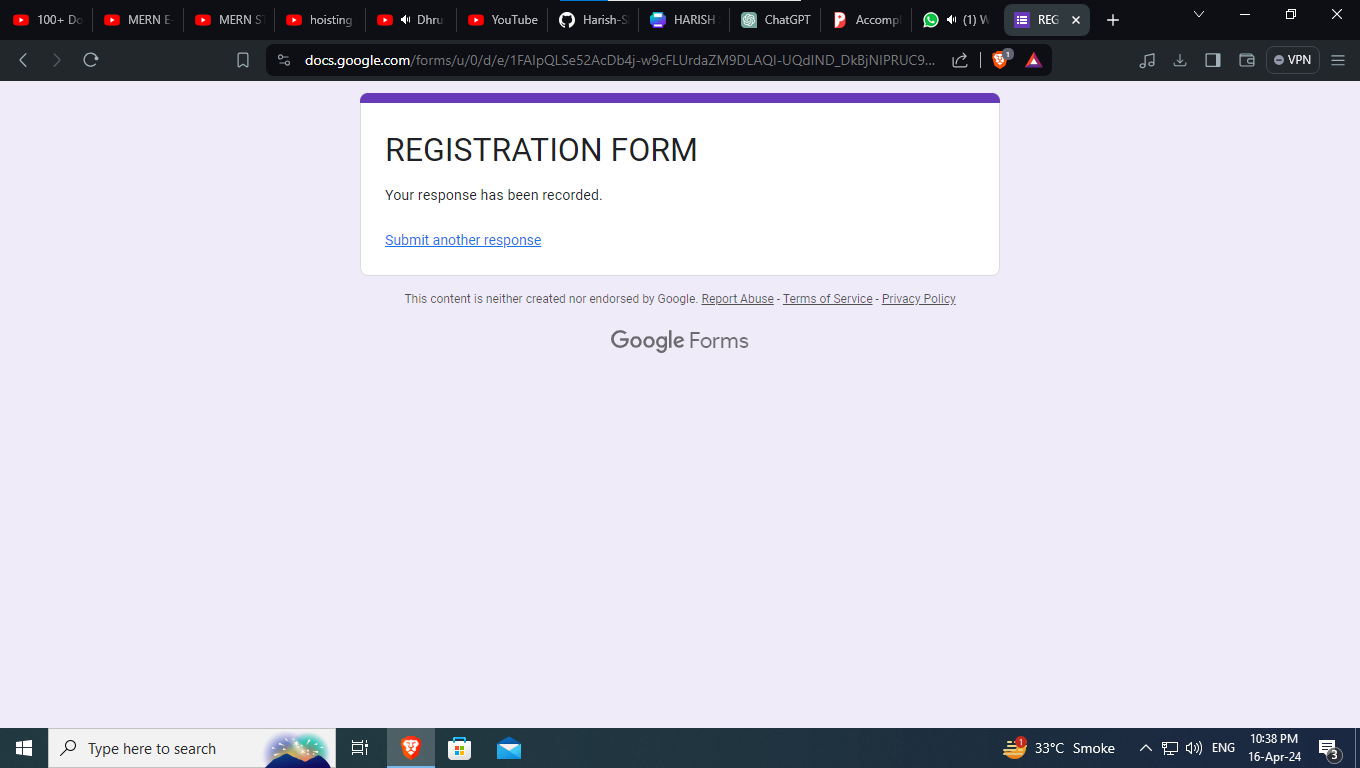 100+ Do
MERN E-
MERN ST
hoisting
Dhru
YouTube
Harish-S
HARISH
ChatGPT
Accompl
(1) W
REG
docs.google.com/forms/u/0/d/e/1FAIpQLSe52AcDb4j-w9cFLUrdaZM9DLAQI-UQdIND_DkBjNIPRUC9...
1
VPN
REGISTRATION FORM
Your response has been recorded.
Submit another response
This content is neither created nor endorsed by Google. Report Abuse - Terms of Service - Privacy Policy
Google Forms
Type here to search
1
33°C Smoke
ENG
10:38 PM
16-Apr-24
3